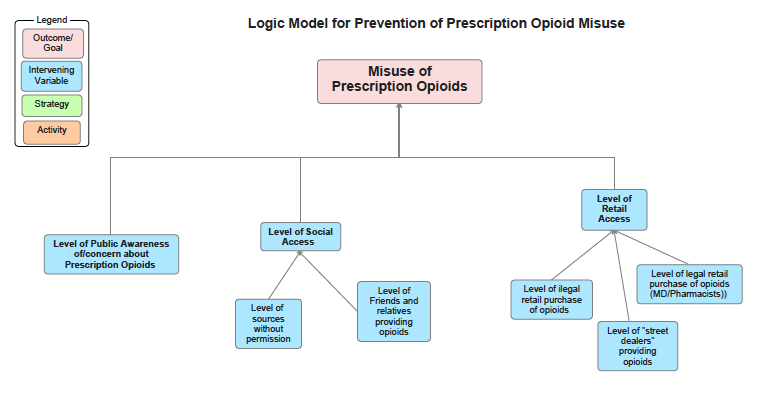 Legend
Outcome/
Goal
Intervening
Variable
Strategy
Activity
Logic Model for Prevention of Prescription Opioid Misuse
Misuse of
Prescription Opioids
Level of Public Awareness
of/concern about
Prescription Opioids
Level of Social
Access
Level of
Retail
Access
Level of
sources
without
permission
Level of
Friends and
relatives
providing
opioids
Level of ilegal
retail purchase
of opioids
Level of "street
dealers"
providing
opioids
Level of legal retail
purchase of opioids
(MD/Pharmacists))